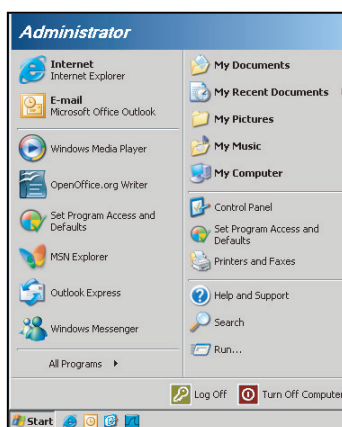 Administrator
Internet
Internet Explorer
E-mail
Microsoft Office Outlook
Windows Media Player
OpenOffice.org Writer
Set Program Access and
Defaults
MSN Explorer
Outlook Express
Windows Messenger
All Programs
My Documents
My Recent Documents
My Pictures
My Music
My Computer
Control Panel
Set Program Access and
Defaults
Printers and Faxes
Help and Support
Search
Run...
Log Off
Turn Off Computer
Start